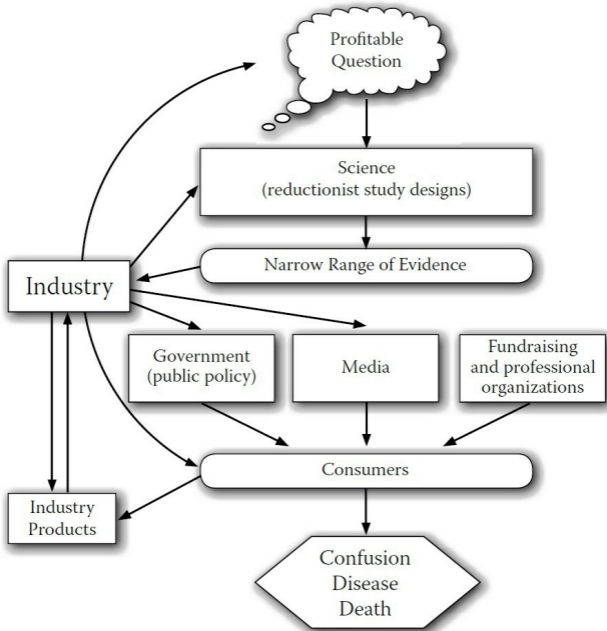 Profitable
Question
Science
(reductionist study designs)
Narrow Range of Evidence
Industry
Government
(public policy)
Media
Fundraising
and professional
organizations
Consumers
Industry
Products
Confusion
Disease
Death